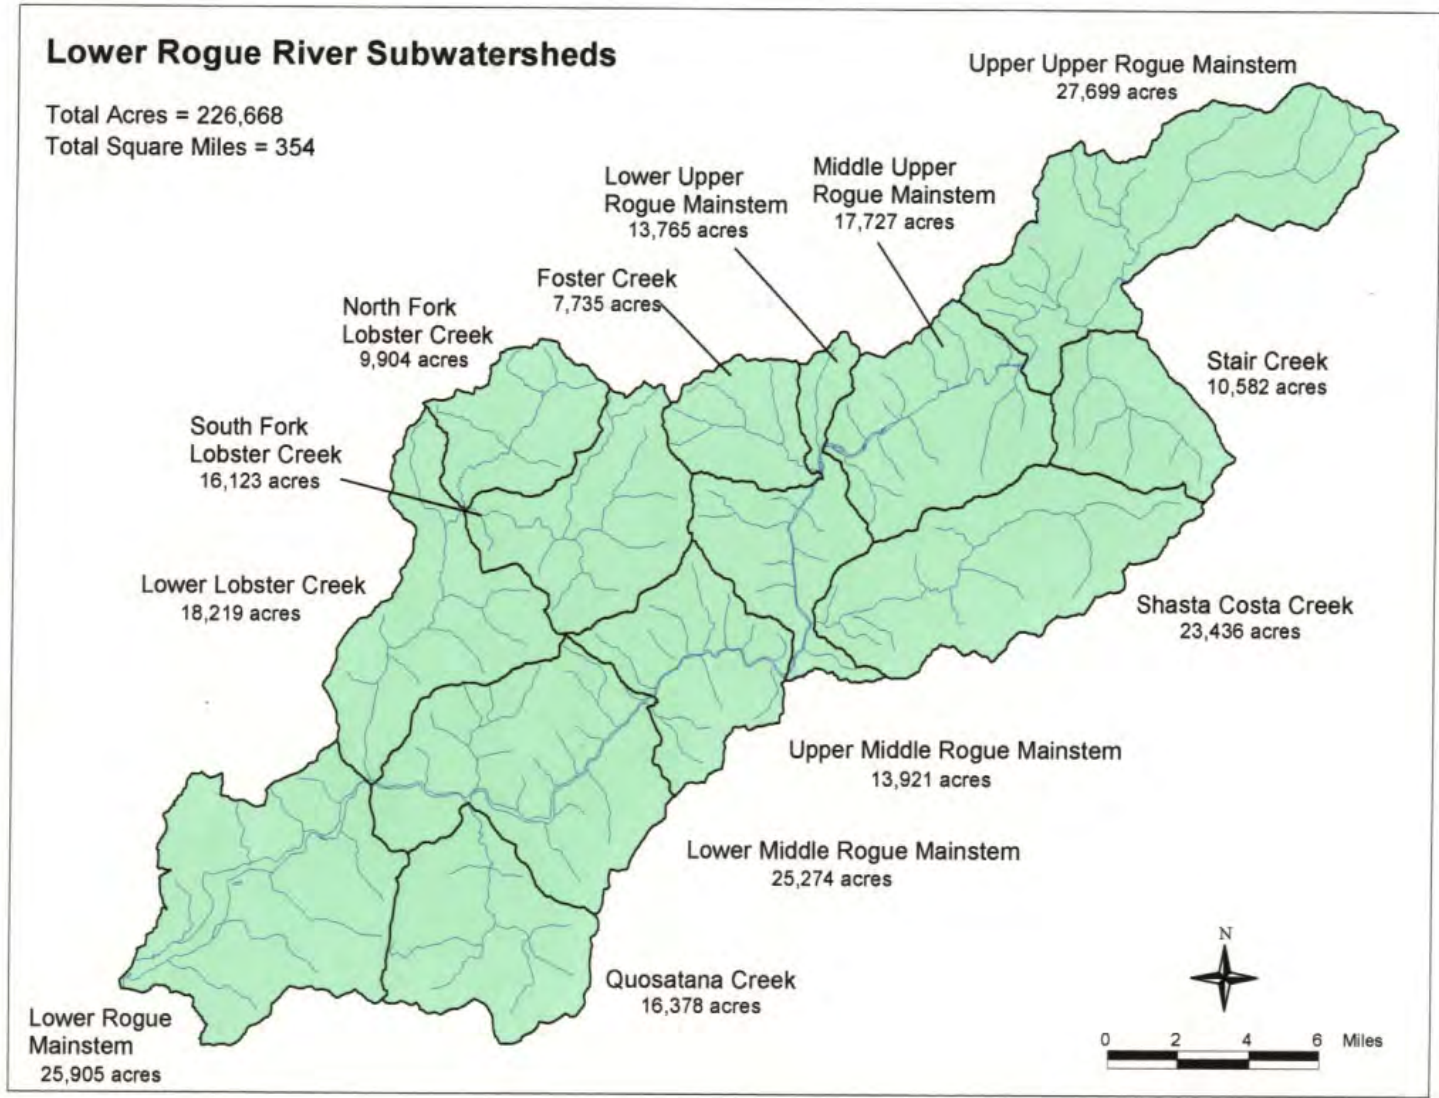 Lower Rogue River Subwatersheds
Total Acres = 226,668
Total Square Miles = 354
Upper Upper Rogue Mainstem
27,699 acres
Middle Upper
Rogue Mainstem
17,727 acres
Lower Upper
Rogue Mainstem
13,765 acres
Foster Creek
7,735 acres
North Fork
Lobster Creek
9,904 acres
Stair Creek
10,582 acres
South Fork
Lobster Creek
16,123 acres
Lower Lobster Creek
18,219 acres
Shasta Costa Creek
23,436 acres
Upper Middle Rogue Mainstem
13,921 acres
Lower Middle Rogue Mainstem
25,274 acres
Quosatana Creek
16,378 acres
Lower Rogue
Mainstem
25,905 acres
N
0 2 4 6 Miles